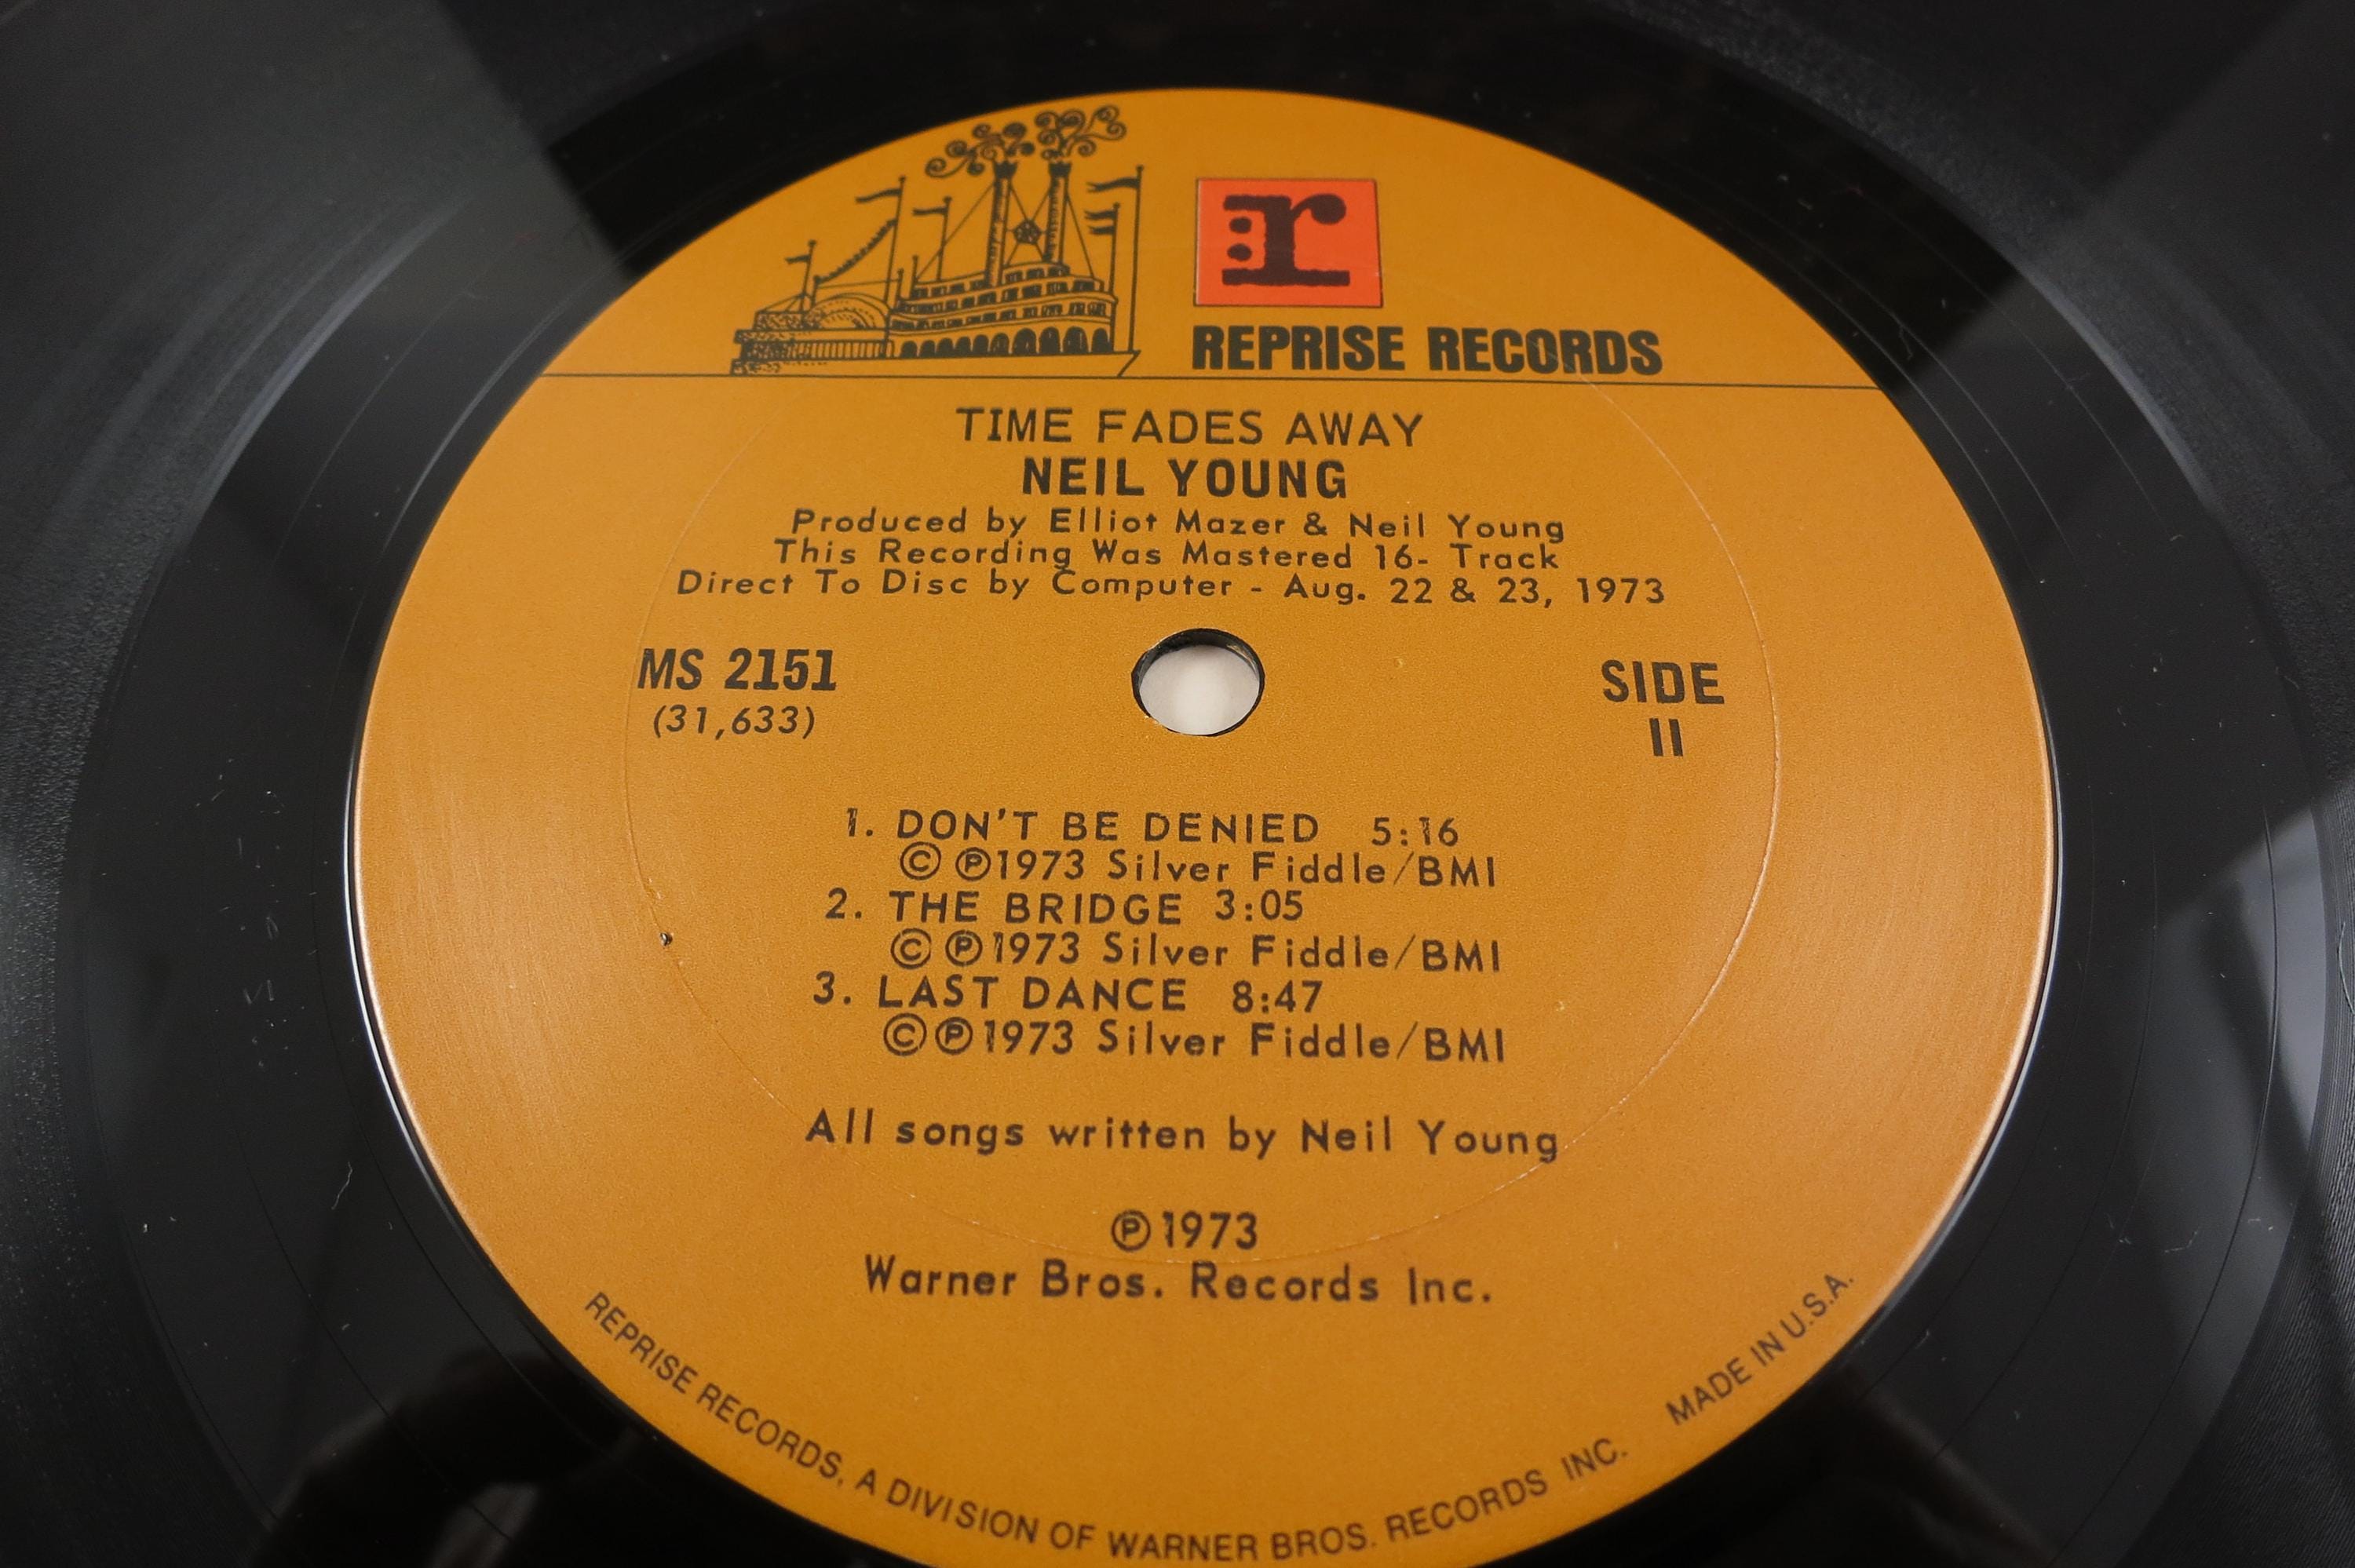 r
REPRISE RECORDS
TIME FADES AWAY
NEIL YOUNG
Produced by Elliot Mazer & Neil Young
This Recording Was Mastered 16- Track
Direct To Disc by Computer - Aug. 22 & 23, 1973
MS 2151
(31,633)
SIDE
II
1. DON'T BE DENIED 5:16
©℗1973 Silver Fiddle/BMI
2. THE BRIDGE 3:05
©℗1973 Silver Fiddle/BMI
3. LAST DANCE 8:47
©℗1973 Silver Fiddle/BMI
All songs written by Neil Young
℗1973
Warner Bros. Records Inc.
REPRISE RECORDS, A DIVISION OF WARNER BROS. RECORDS INC. MADE IN U.S.A.